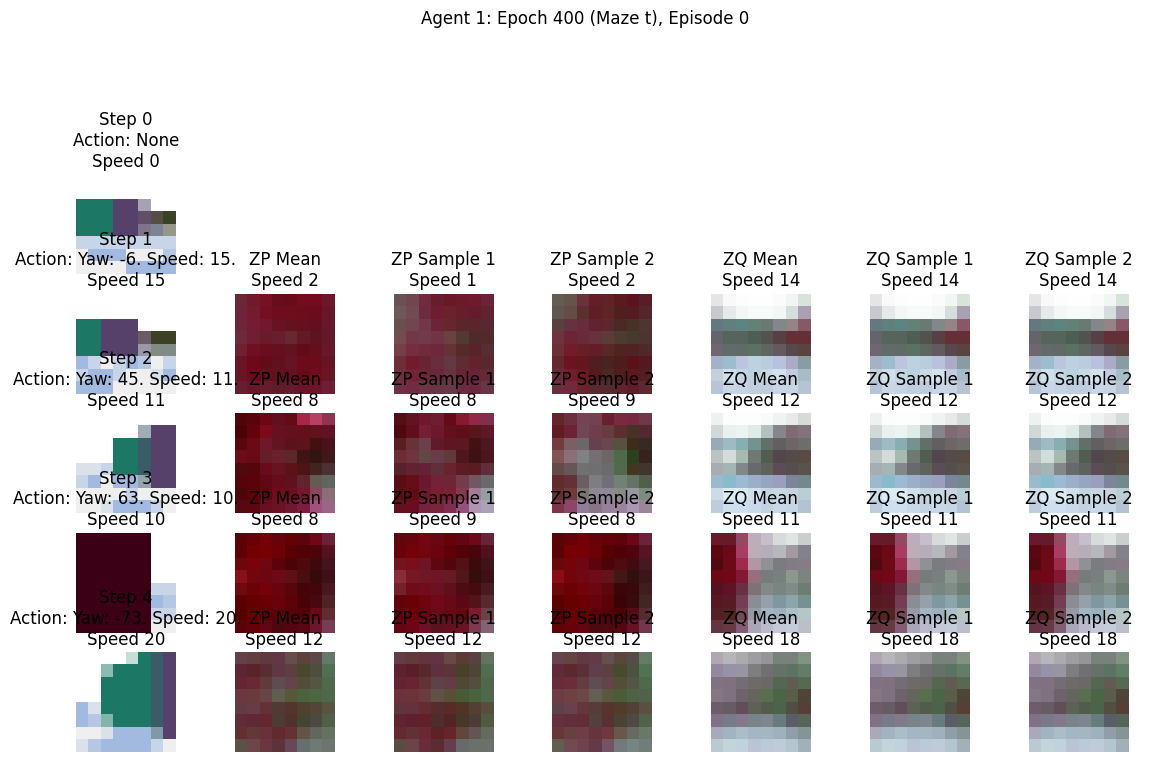 Agent 1: Epoch 400 (Maze t), Episode 0
Step 0
Action: None
Speed 0
Step 1
Action: Yaw: -6. Speed: 15.
Speed 15
ZP Mean
Speed 2
ZP Sample 1
Speed 1
ZP Sample 2
Speed 2
ZQ Mean
Speed 14
ZQ Sample 1
Speed 14
ZQ Sample 2
Speed 14
Step 2
Action: Yaw: 45. Speed: 11.
Speed 11
ZP Mean
Speed 8
ZP Sample 1
Speed 8
ZP Sample 2
Speed 9
ZQ Mean
Speed 12
ZQ Sample 1
Speed 12
ZQ Sample 2
Speed 12
Step 3
Action: Yaw: 63. Speed: 10.
Speed 10
ZP Mean
Speed 8
ZP Sample 1
Speed 9
ZP Sample 2
Speed 8
ZQ Mean
Speed 11
ZQ Sample 1
Speed 11
ZQ Sample 2
Speed 11
Step 4
Action: Yaw: -73. Speed: 20.
Speed 20
ZP Mean
Speed 12
ZP Sample 1
Speed 12
ZP Sample 2
Speed 12
ZQ Mean
Speed 18
ZQ Sample 1
Speed 18
ZQ Sample 2
Speed 18